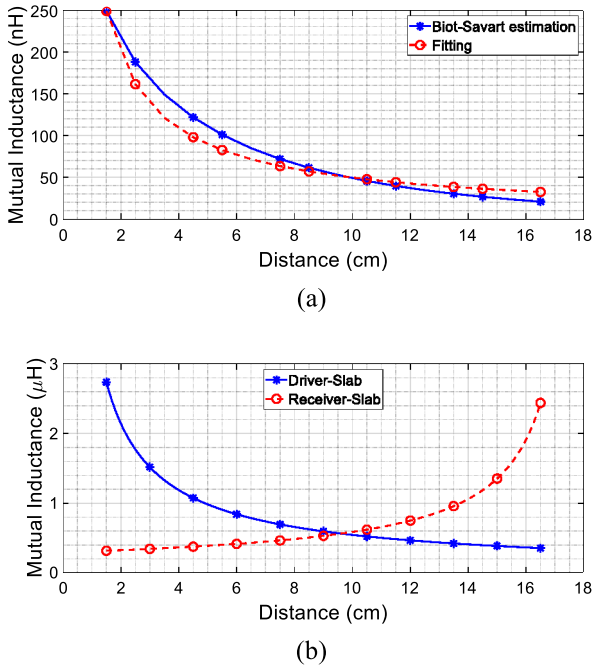 250
200
150
100
50
0
Mutual Inductance (nH)
Biot-Savart estimation
Fitting
0 2 4 6 8 10 12 14 16 18
Distance (cm)
(a)
3
2
1
0
Mutual Inductance (μH)
Driver-Slab
Receiver-Slab
0 2 4 6 8 10 12 14 16 18
Distance (cm)
(b)